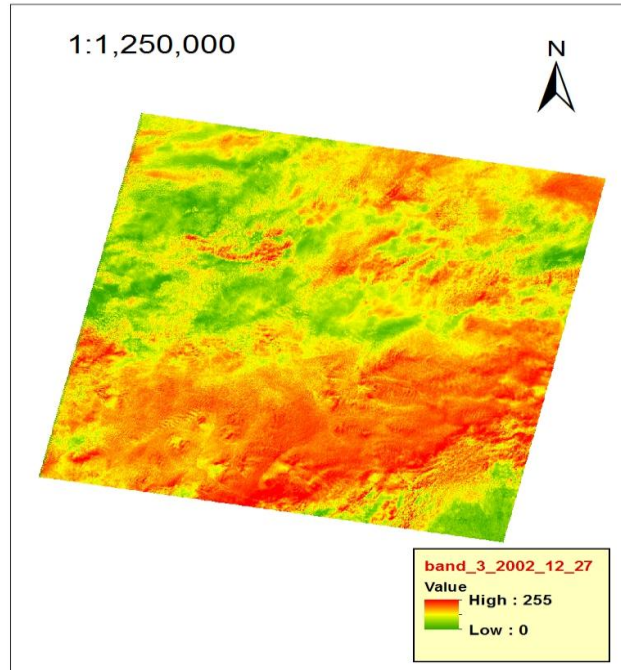 1:1,250,000
N
band_3_2002_12_27
Value
High : 255
Low : 0